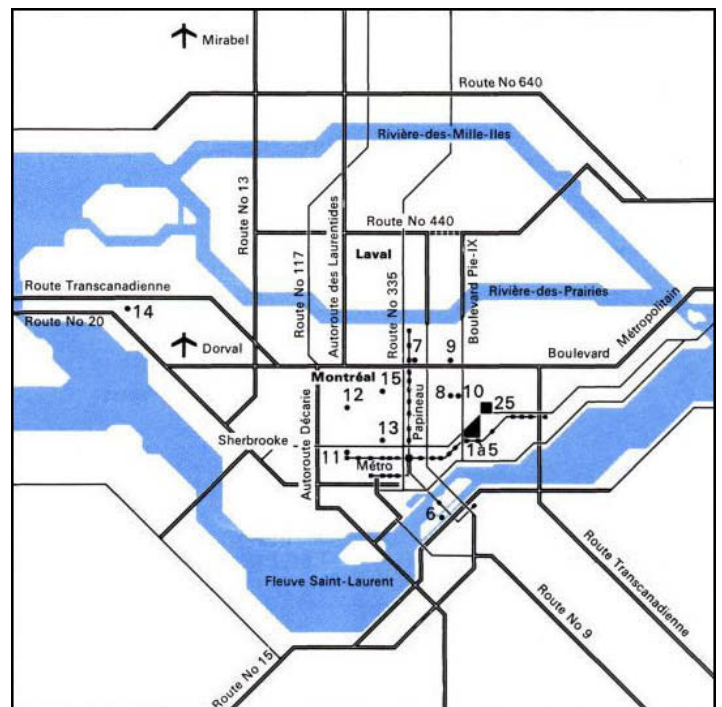 Mirabel
Route No 640
Rivière-des-Mille-Iles
Route No 13
Route No 440
Route No 117
Autoroute des Laurentides
Laval
Route No 335
Boulevard Pie-IX
Route Transcanadienne
Rivière-des-Prairies
Métropolitain
14
Route No 20
Dorval
7
9
Boulevard
Montréal
15
12
8
10
25
Papineau
13
Sherbrooke
1à5
11
Métro
Autoroute Décarie
6
Route Transcanadienne
Fleuve Saint-Laurent
Route No 9
Route No 15